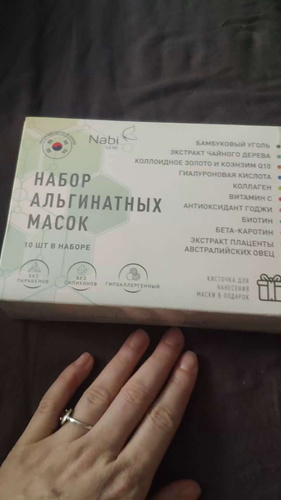 Nabi
НАБОР
АЛЬГИНАТНЫХ
МАСОК
10 ШТ В НАБОРЕ
БЕЗ
ПАРАБЕНОВ
БЕЗ
СИЛИКОНОВ
ГИПОАЛЛЕРГЕННЫЙ
БАМБУКОВЫЙ УГОЛЬ
ЭКСТРАКТ ЧАЙНОГО ДЕРЕВА
КОЛЛОИДНОЕ ЗОЛОТО И КОЭНЗИМ Q10
ГИАЛУРОНОВАЯ КИСЛОТА
КОЛЛАГЕН
ВИТАМИН С
АНТИОКСИДАНТ ГОДЖИ
БИОТИН
БЕТА-КАРОТИН
ЭКСТРАКТ ПЛАЦЕНТЫ
АВСТРАЛИЙСКИХ ОВЕЦ
КИСТОЧКА ДЛЯ
НАНЕСЕНИЯ
МАСКИ В ПОДАРОК